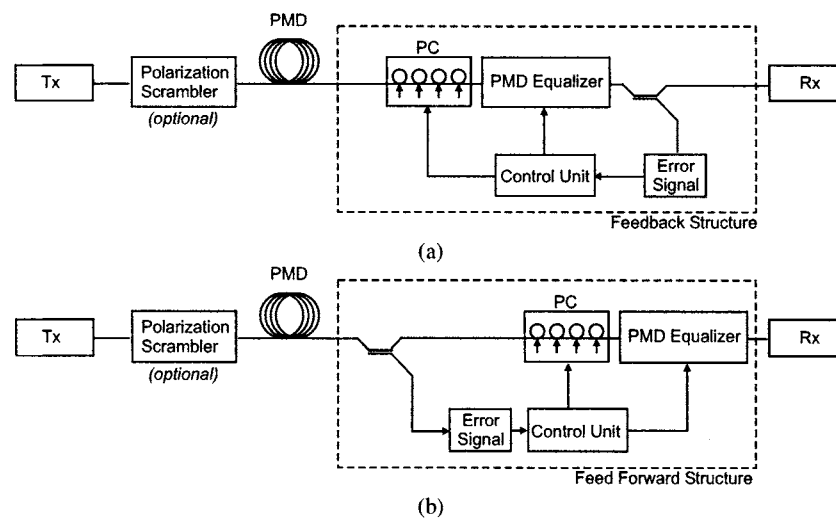 PMD
PC
Tx
Polarization
Scrambler
(optional)
PMD Equalizer
Rx
Control Unit
Error
Signal
Feedback Structure
(a)
PMD
PC
Tx
Polarization
Scrambler
(optional)
PMD Equalizer
Rx
Error
Signal
Control Unit
Feed Forward Structure
(b)